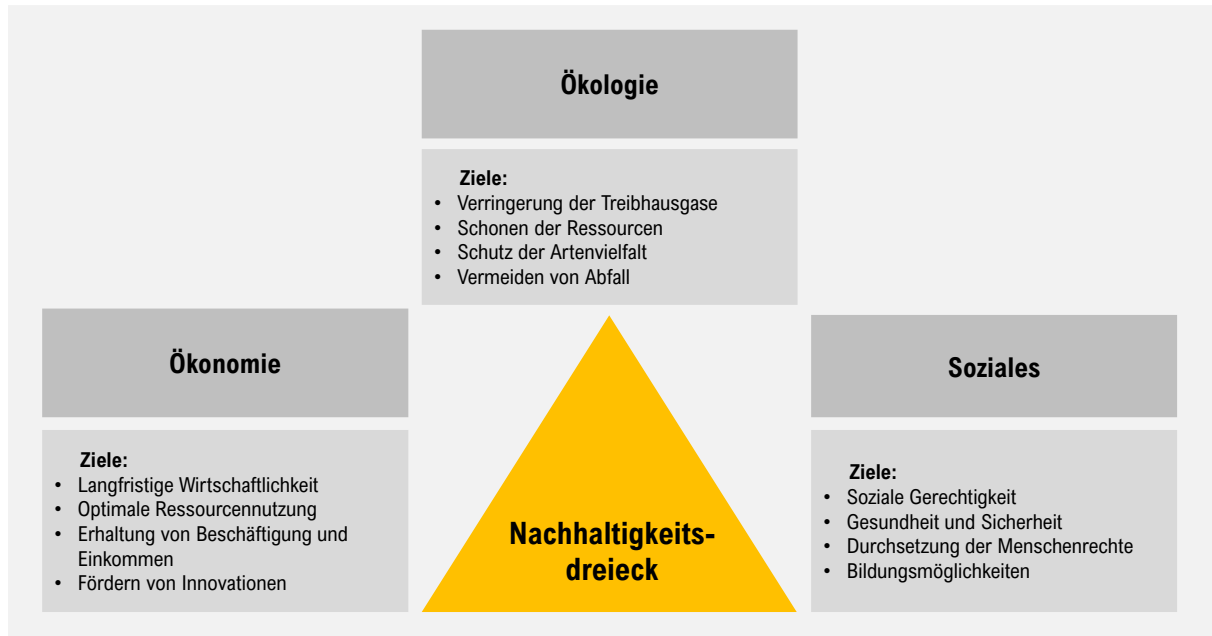 Ökologie
Ziele:
• Verringerung der Treibhausgase
• Schonen der Ressourcen
• Schutz der Artenvielfalt
• Vermeiden von Abfall
Ökonomie
Ziele:
• Langfristige Wirtschaftlichkeit
• Optimale Ressourcennutzung
• Erhaltung von Beschäftigung und
Einkommen
• Fördern von Innovationen
Nachhaltigkeits-
dreieck
Soziales
Ziele:
• Soziale Gerechtigkeit
• Gesundheit und Sicherheit
• Durchsetzung der Menschenrechte
• Bildungsmöglichkeiten